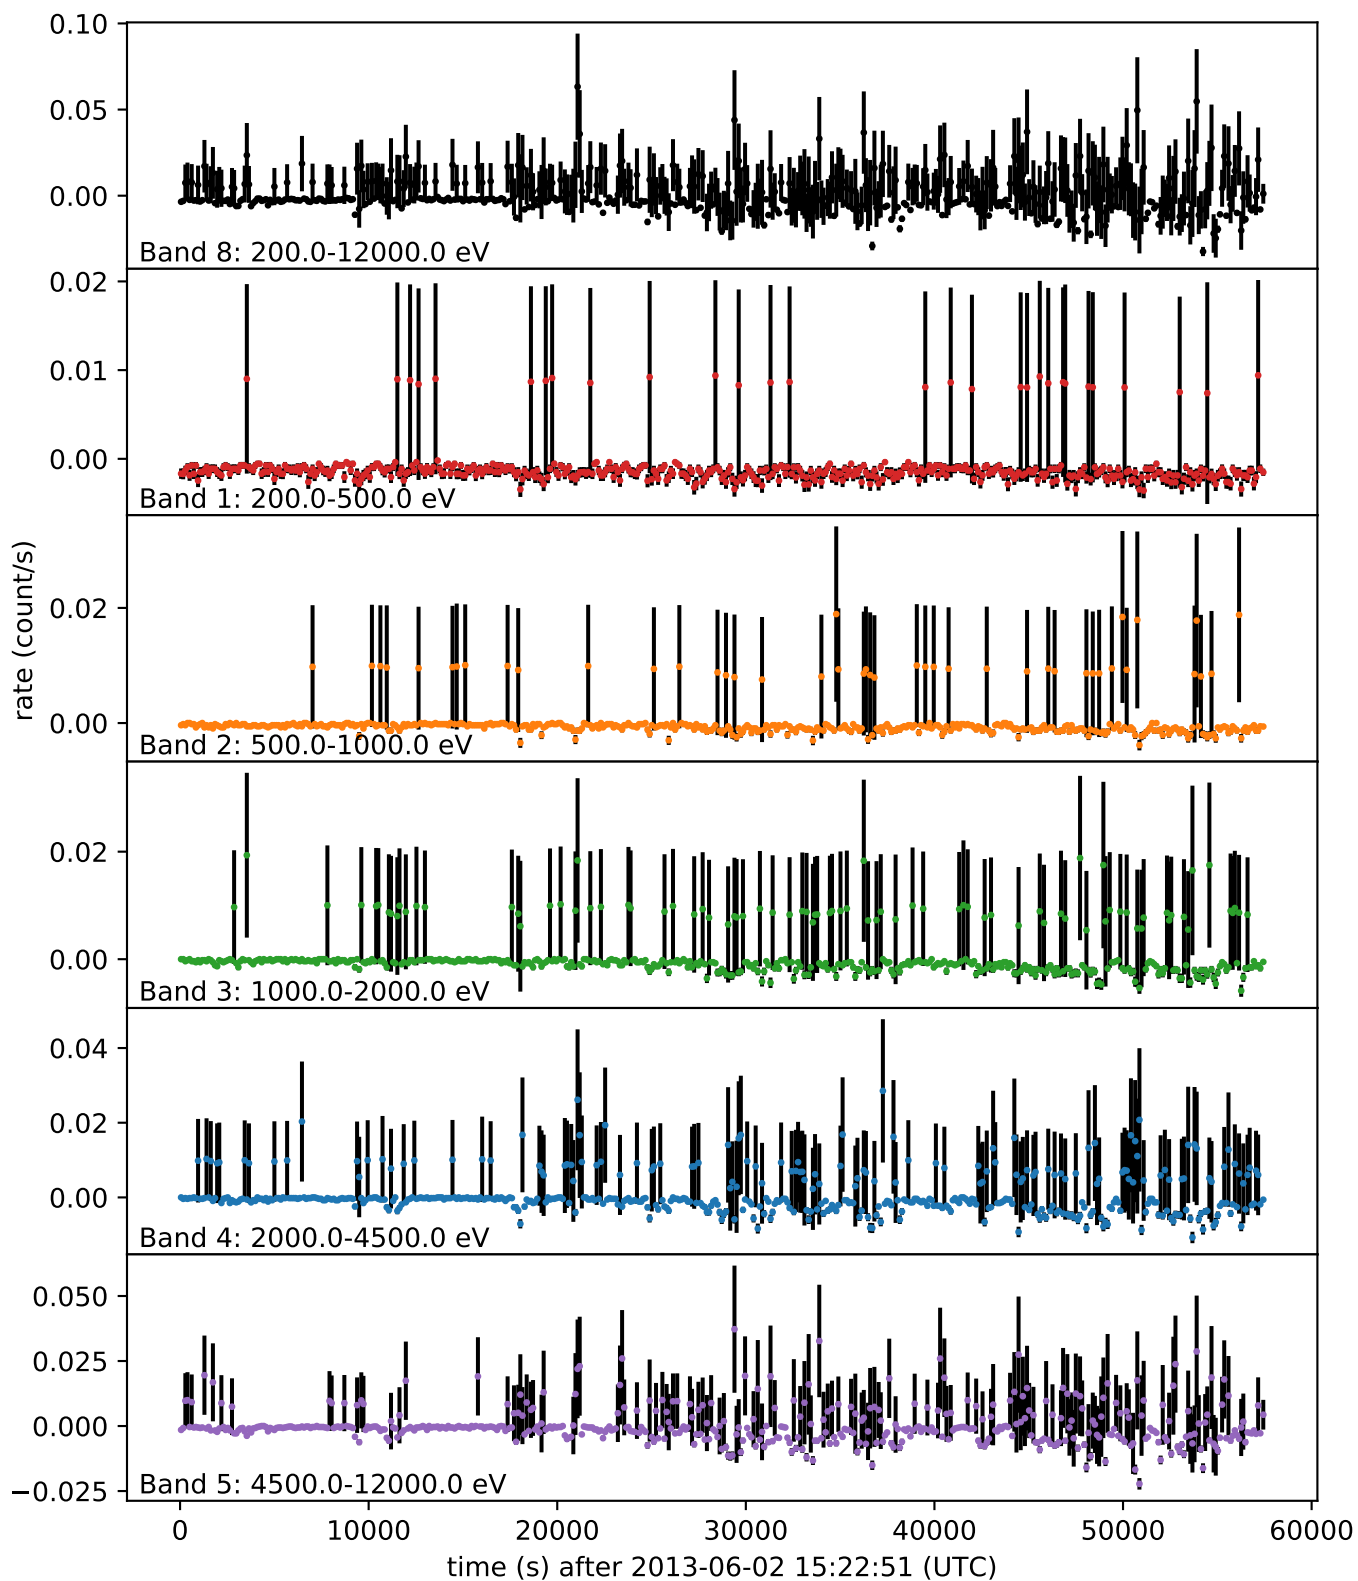 0.10
0.05
0.00
Band 8: 200.0-12000.0 eV
0.02
0.01
0.00
Band 1: 200.0-500.0 eV
rate (count/s)
0.02
0.00
Band 2: 500.0-1000.0 eV
0.02
0.00
Band 3: 1000.0-2000.0 eV
0.04
0.02
0.00
Band 4: 2000.0-4500.0 eV
0.050
0.025
0.000
−0.025
Band 5: 4500.0-12000.0 eV
0 10000 20000 30000 40000 50000 60000
time (s) after 2013-06-02 15:22:51 (UTC)